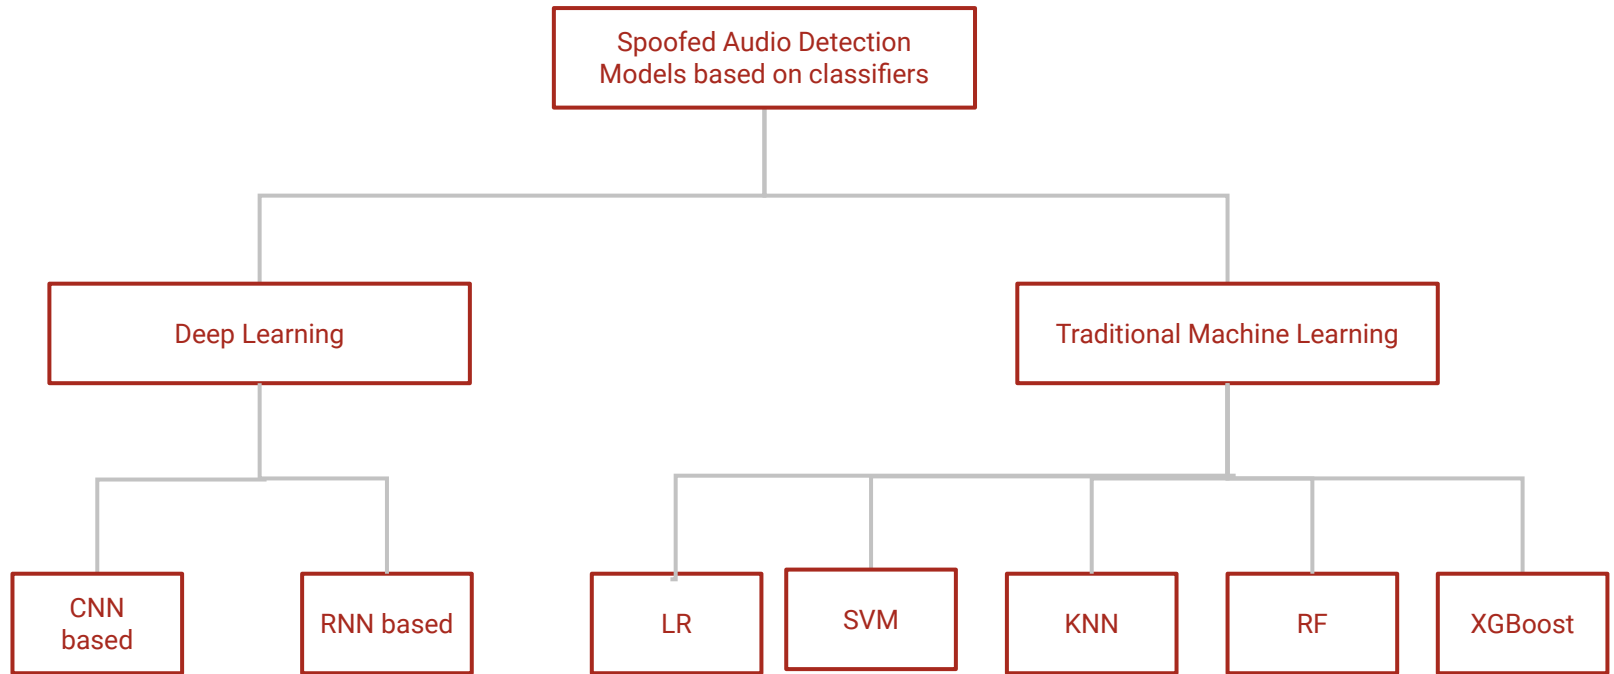 Spoofed Audio Detection
Models based on classifiers
Deep Learning
Traditional Machine Learning
CNN
based
RNN based
LR
SVM
KNN
RF
XGBoost